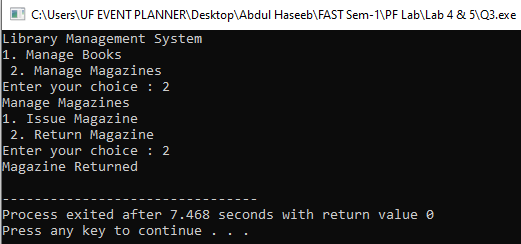 C:\Users\UF EVENT PLANNER\Desktop\Abdul Haseeb\FAST Sem-1\PF Lab\Lab 4 & 5\Q3.exe
Library Management System
1. Manage Books
 2. Manage Magazines
Enter your choice : 2
Manage Magazines
1. Issue Magazine
 2. Return Magazine
Enter your choice : 2
Magazine Returned
--------------------------------
Process exited after 7.468 seconds with return value 0
Press any key to continue . . .